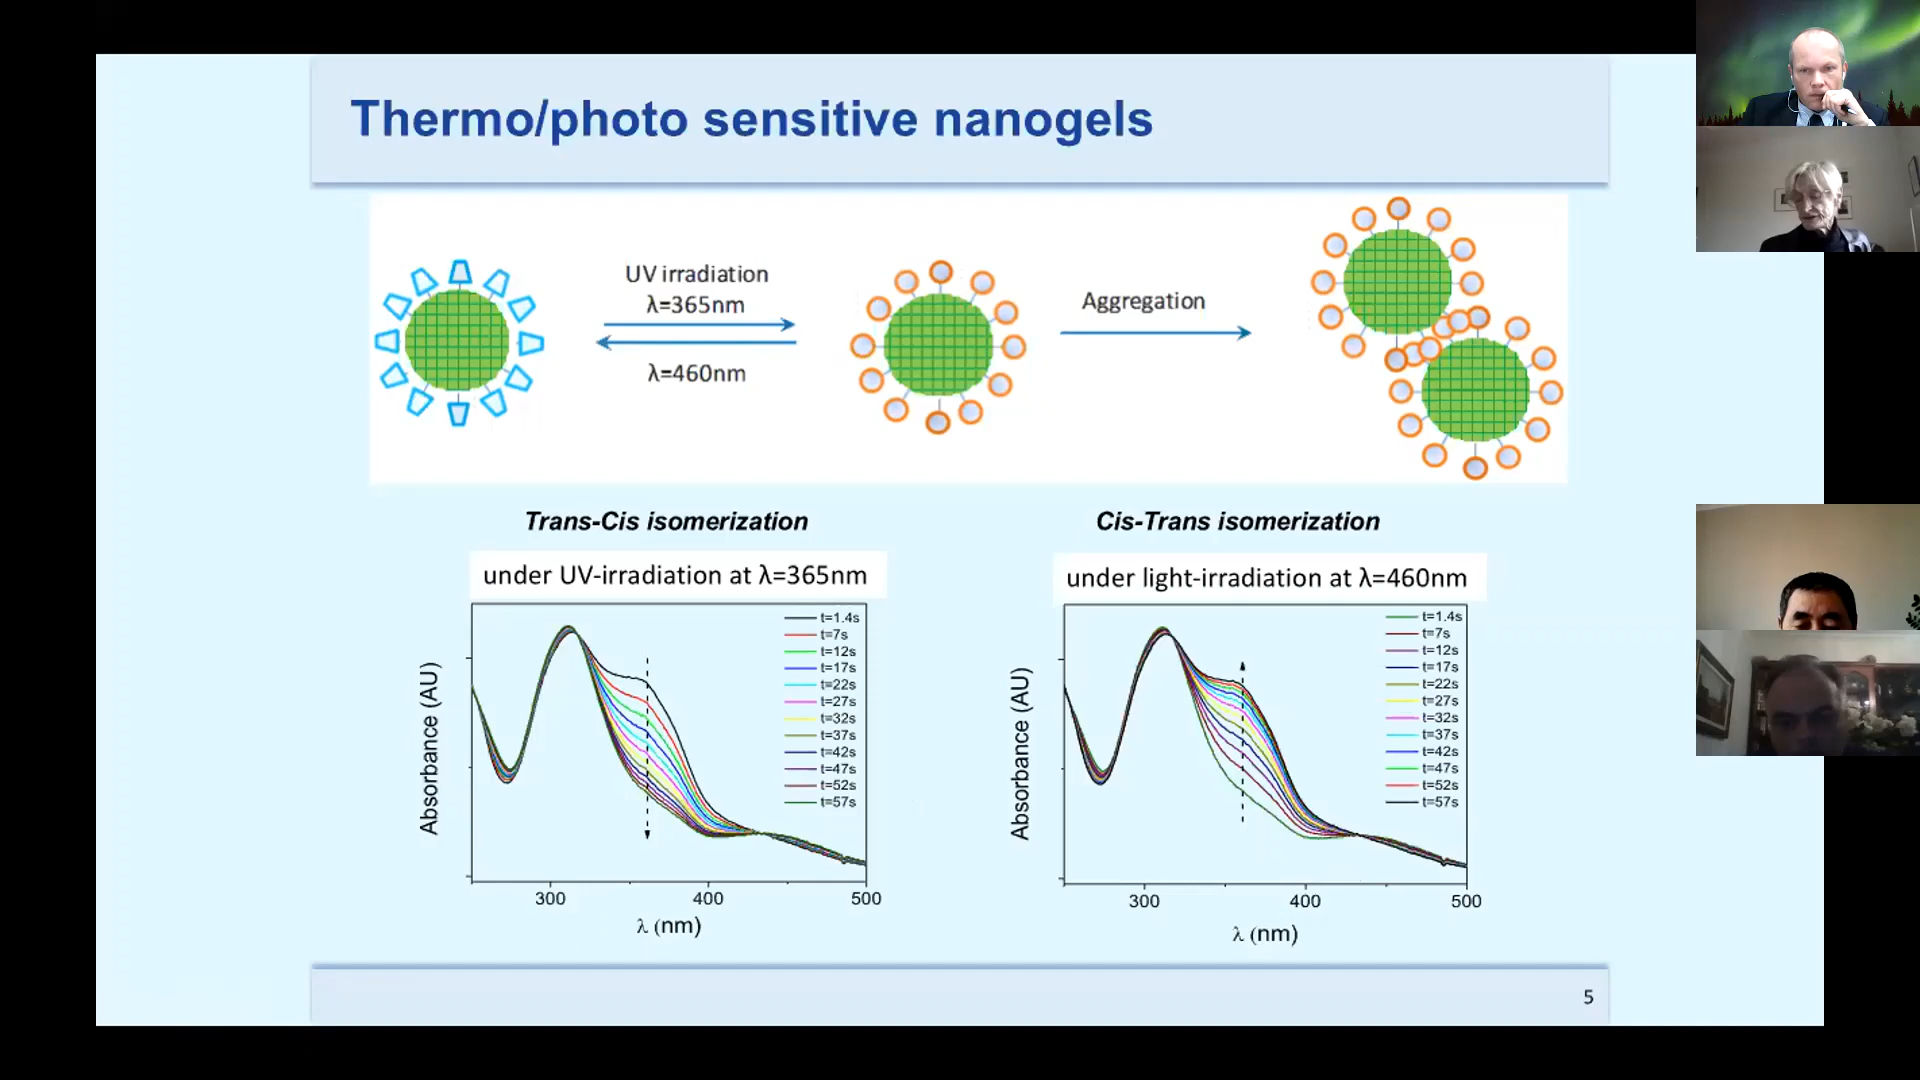 Thermo/photo sensitive nanogels
UV irradiation
λ=365nm
λ=460nm
Aggregation
Trans-Cis isomerization
under UV-irradiation at λ=365nm
Absorbance (AU)
t=1.4s
t=7s
t=12s
t=17s
t=22s
t=27s
t=32s
t=37s
t=42s
t=47s
t=52s
t=57s
300
400
500
λ (nm)
Cis-Trans isomerization
under light-irradiation at λ=460nm
Absorbance (AU)
t=1.4s
t=7s
t=12s
t=17s
t=22s
t=27s
t=32s
t=37s
t=42s
t=47s
t=52s
t=57s
300
400
500
λ (nm)
5